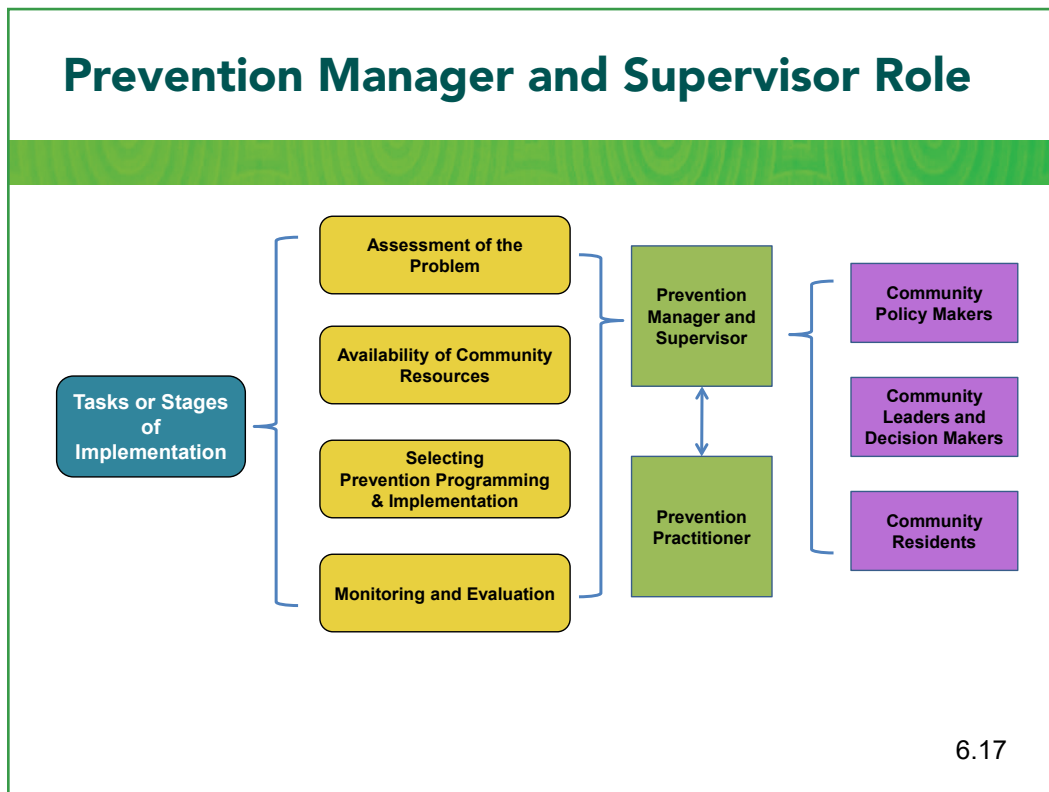 Prevention Manager and Supervisor Role
Tasks or Stages
of
Implementation
Assessment of the
Problem
Availability of Community
Resources
Selecting
Prevention Programming
& Implementation
Monitoring and Evaluation
Prevention
Manager and
Supervisor
Prevention
Practitioner
Community
Policy Makers
Community
Leaders and
Decision Makers
Community
Residents
6.17